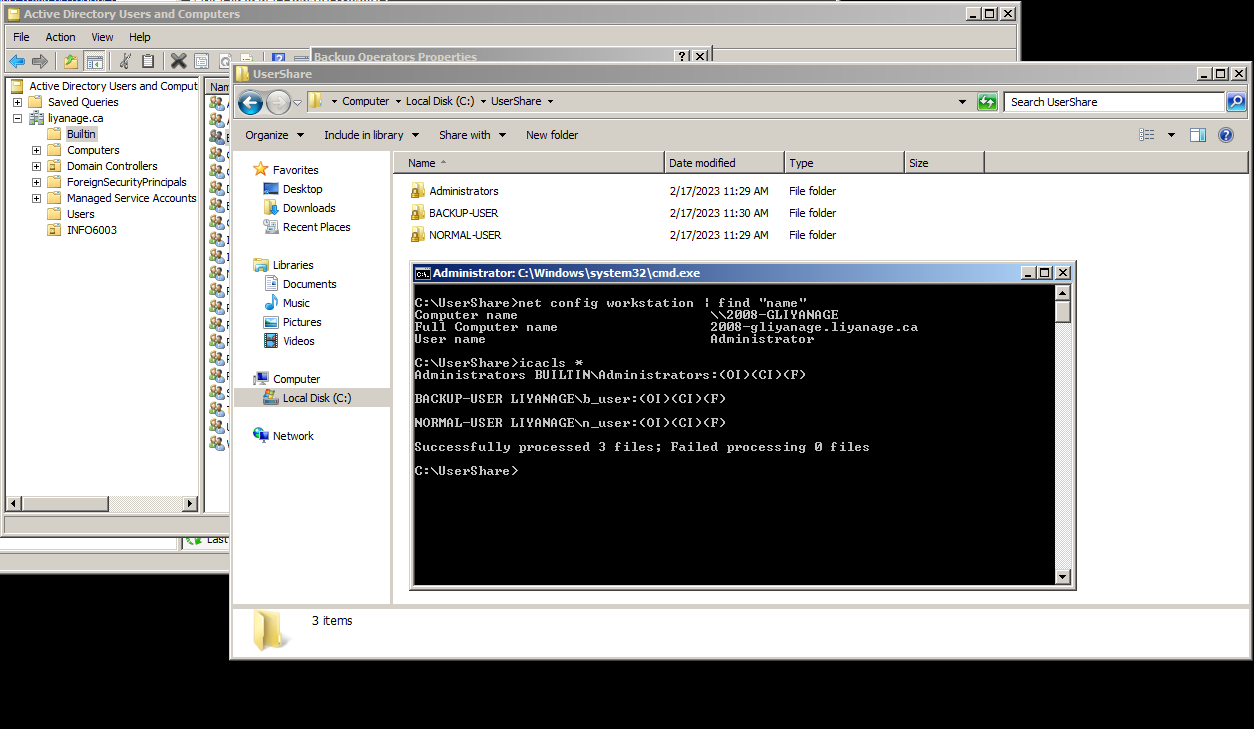 Active Directory Users and Computers
File Action View Help
Backup Operators Properties
Active Directory Users and Comput
Saved Queries
liyanage.ca
Builtin
Computers
Domain Controllers
ForeignSecurityPrincipals
Managed Service Accounts
Users
INFO6003
Nam
Last
UserShare
Computer Local Disk (C:) UserShare
Search UserShare
Organize Include in library Share with New folder
Favorites
Desktop
Downloads
Recent Places
Libraries
Documents
Music
Pictures
Videos
Computer
Local Disk (C:)
Network
Name Date modified Type Size
Administrators 2/17/2023 11:29 AM File folder
BACKUP-USER 2/17/2023 11:30 AM File folder
NORMAL-USER 2/17/2023 11:29 AM File folder
Administrator: C:\Windows\system32\cmd.exe
C:\UserShare>net config workstation | find "name"
Computer name \\2008-GLIYANAGE
Full Computer name 2008-gliyanage.liyanage.ca
User name Administrator
C:\UserShare>icacls *
Administrators BUILTIN\Administrators:(OI)(CI)(F)
BACKUP-USER LIYANAGE\b_user:(OI)(CI)(F)
NORMAL-USER LIYANAGE\n_user:(OI)(CI)(F)
Successfully processed 3 files; Failed processing 0 files
C:\UserShare>
3 items